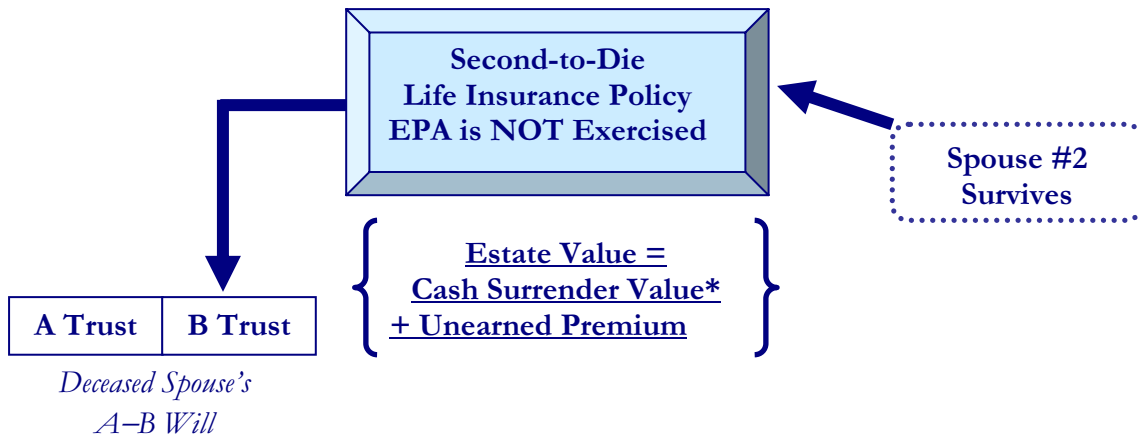 Second-to-Die
Life Insurance Policy
EPA is NOT Exercised
Spouse #2
Survives
Estate Value =
Cash Surrender Value*
+ Unearned Premium
A Trust
B Trust
Deceased Spouse's
A–B Will